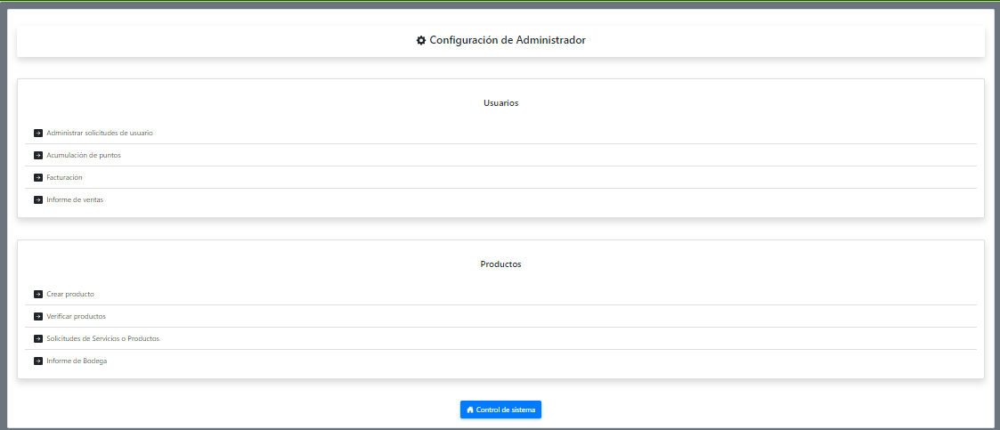 Configuración de Administrador
Usuarios
Administrar solicitudes de usuario
Acumulación de puntos
Facturación
Informe de ventas
Productos
Crear producto
Verificar productos
Solicitudes de Servicios o Productos
Informe de Bodega
Control de sistema